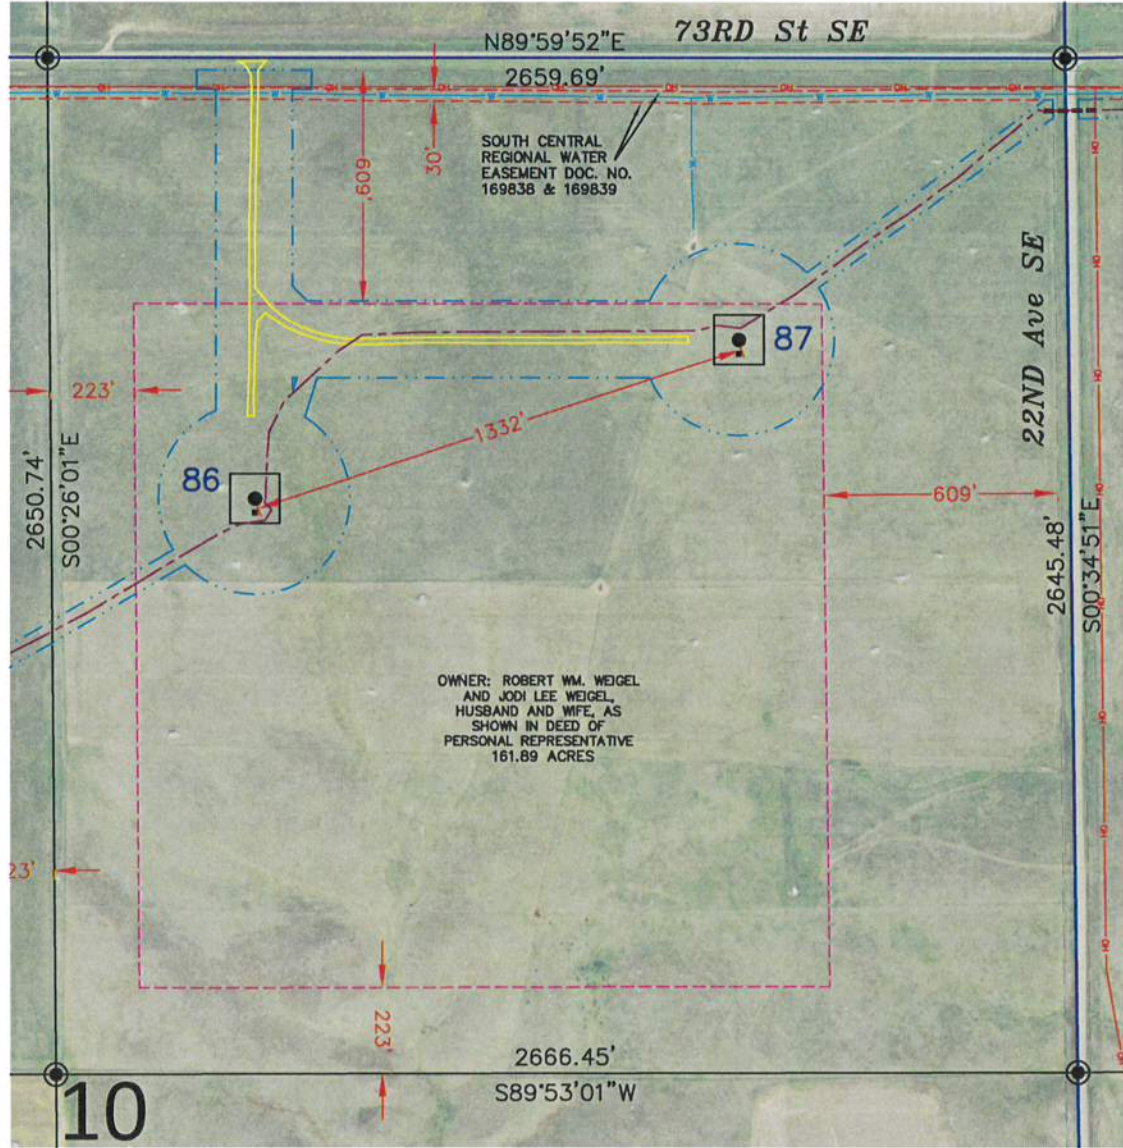 73RD St SE
N89°59'52"E
2659.69'
SOUTH CENTRAL
REGIONAL WATER
EASEMENT DOC. NO.
169838 & 169839
30'
609'
22ND Ave SE
87
223'
1332'
86
2650.74'
S00°26'01"E
609'
2645.48'
S00°34'51"E
OWNER: ROBERT WM. WEIGEL
AND JODI LEE WEIGEL,
HUSBAND AND WIFE, AS
SHOWN IN DEED OF
PERSONAL REPRESENTATIVE
161.89 ACRES
23'
223'
2666.45'
S89°53'01"W
10